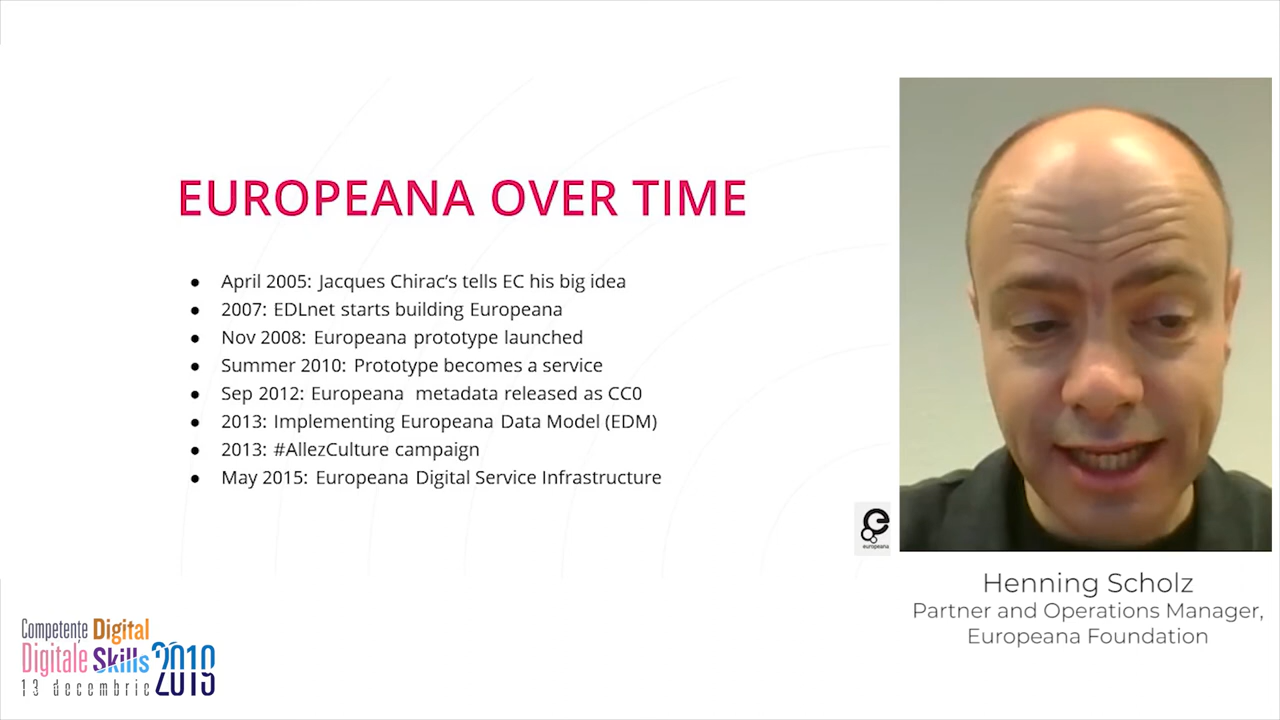 EUROPEANA OVER TIME
● April 2005: Jacques Chirac’s tells EC his big idea
● 2007: EDLnet starts building Europeana
● Nov 2008: Europeana prototype launched
● Summer 2010: Prototype becomes a service
● Sep 2012: Europeana metadata released as CC0
● 2013: Implementing Europeana Data Model (EDM)
● 2013: #AllezCulture campaign
● May 2015: Europeana Digital Service Infrastructure
europeana
Henning Scholz
Partner and Operations Manager,
Europeana Foundation
Competențe Digital
Digitale Skills 2019
13 decembrie